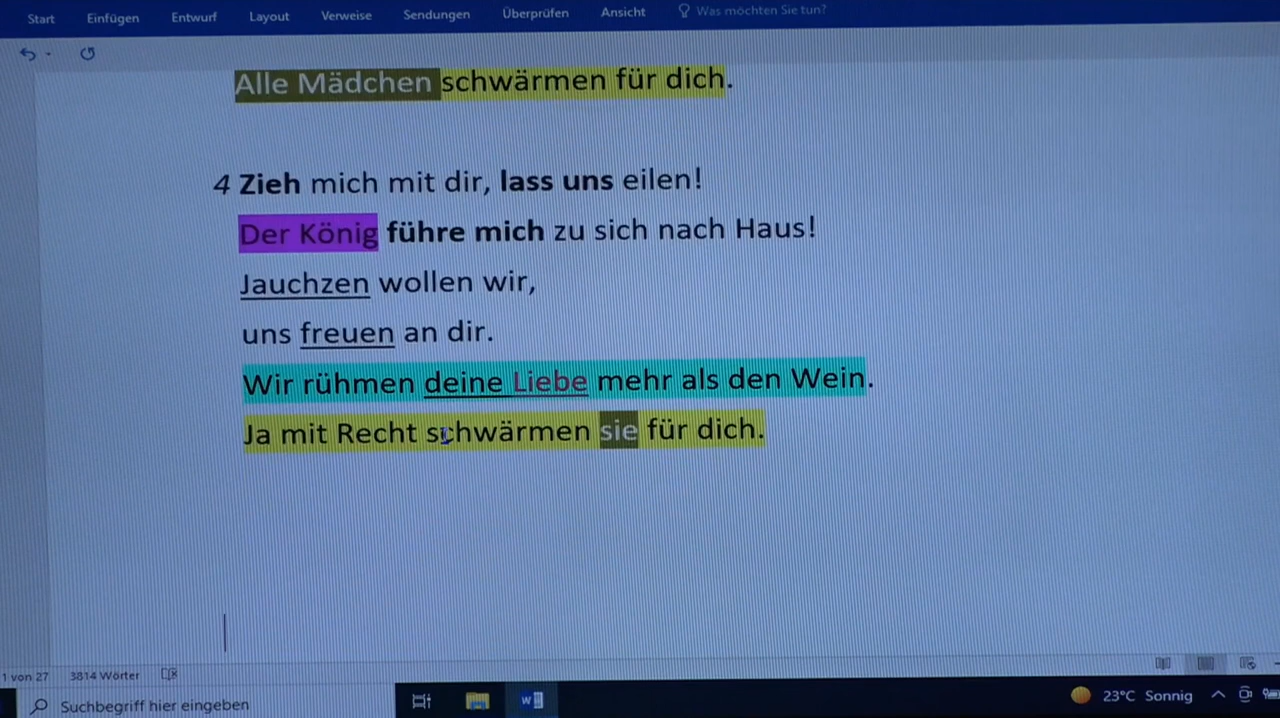 Start Einfügen Entwurf Layout Verweise Sendungen Überprüfen Ansicht Was möchten Sie tun?
Alle Mädchen schwärmen für dich.
4 Zieh mich mit dir, lass uns eilen!
Der König führe mich zu sich nach Haus!
Jauchzen wollen wir,
uns freuen an dir.
Wir rühmen deine Liebe mehr als den Wein.
Ja mit Recht schwärmen sie für dich.
1 von 27 3814 Wörter
Suchbegriff hier eingeben
23°C Sonnig